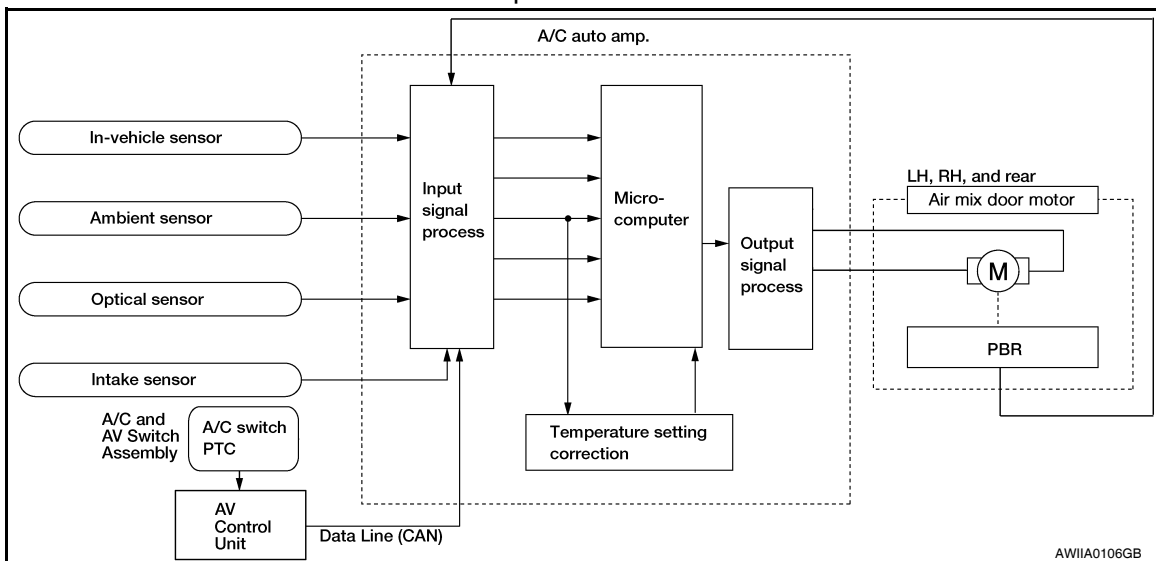 A/C auto amp.
In-vehicle sensor
Ambient sensor
Optical sensor
Intake sensor
A/C and
AV Switch
Assembly
A/C switch
PTC
AV
Control
Unit
Data Line (CAN)
Input
signal
process
Micro-
computer
Temperature setting
correction
Output
signal
process
LH, RH, and rear
Air mix door motor
M
PBR
AWIIA0106GB